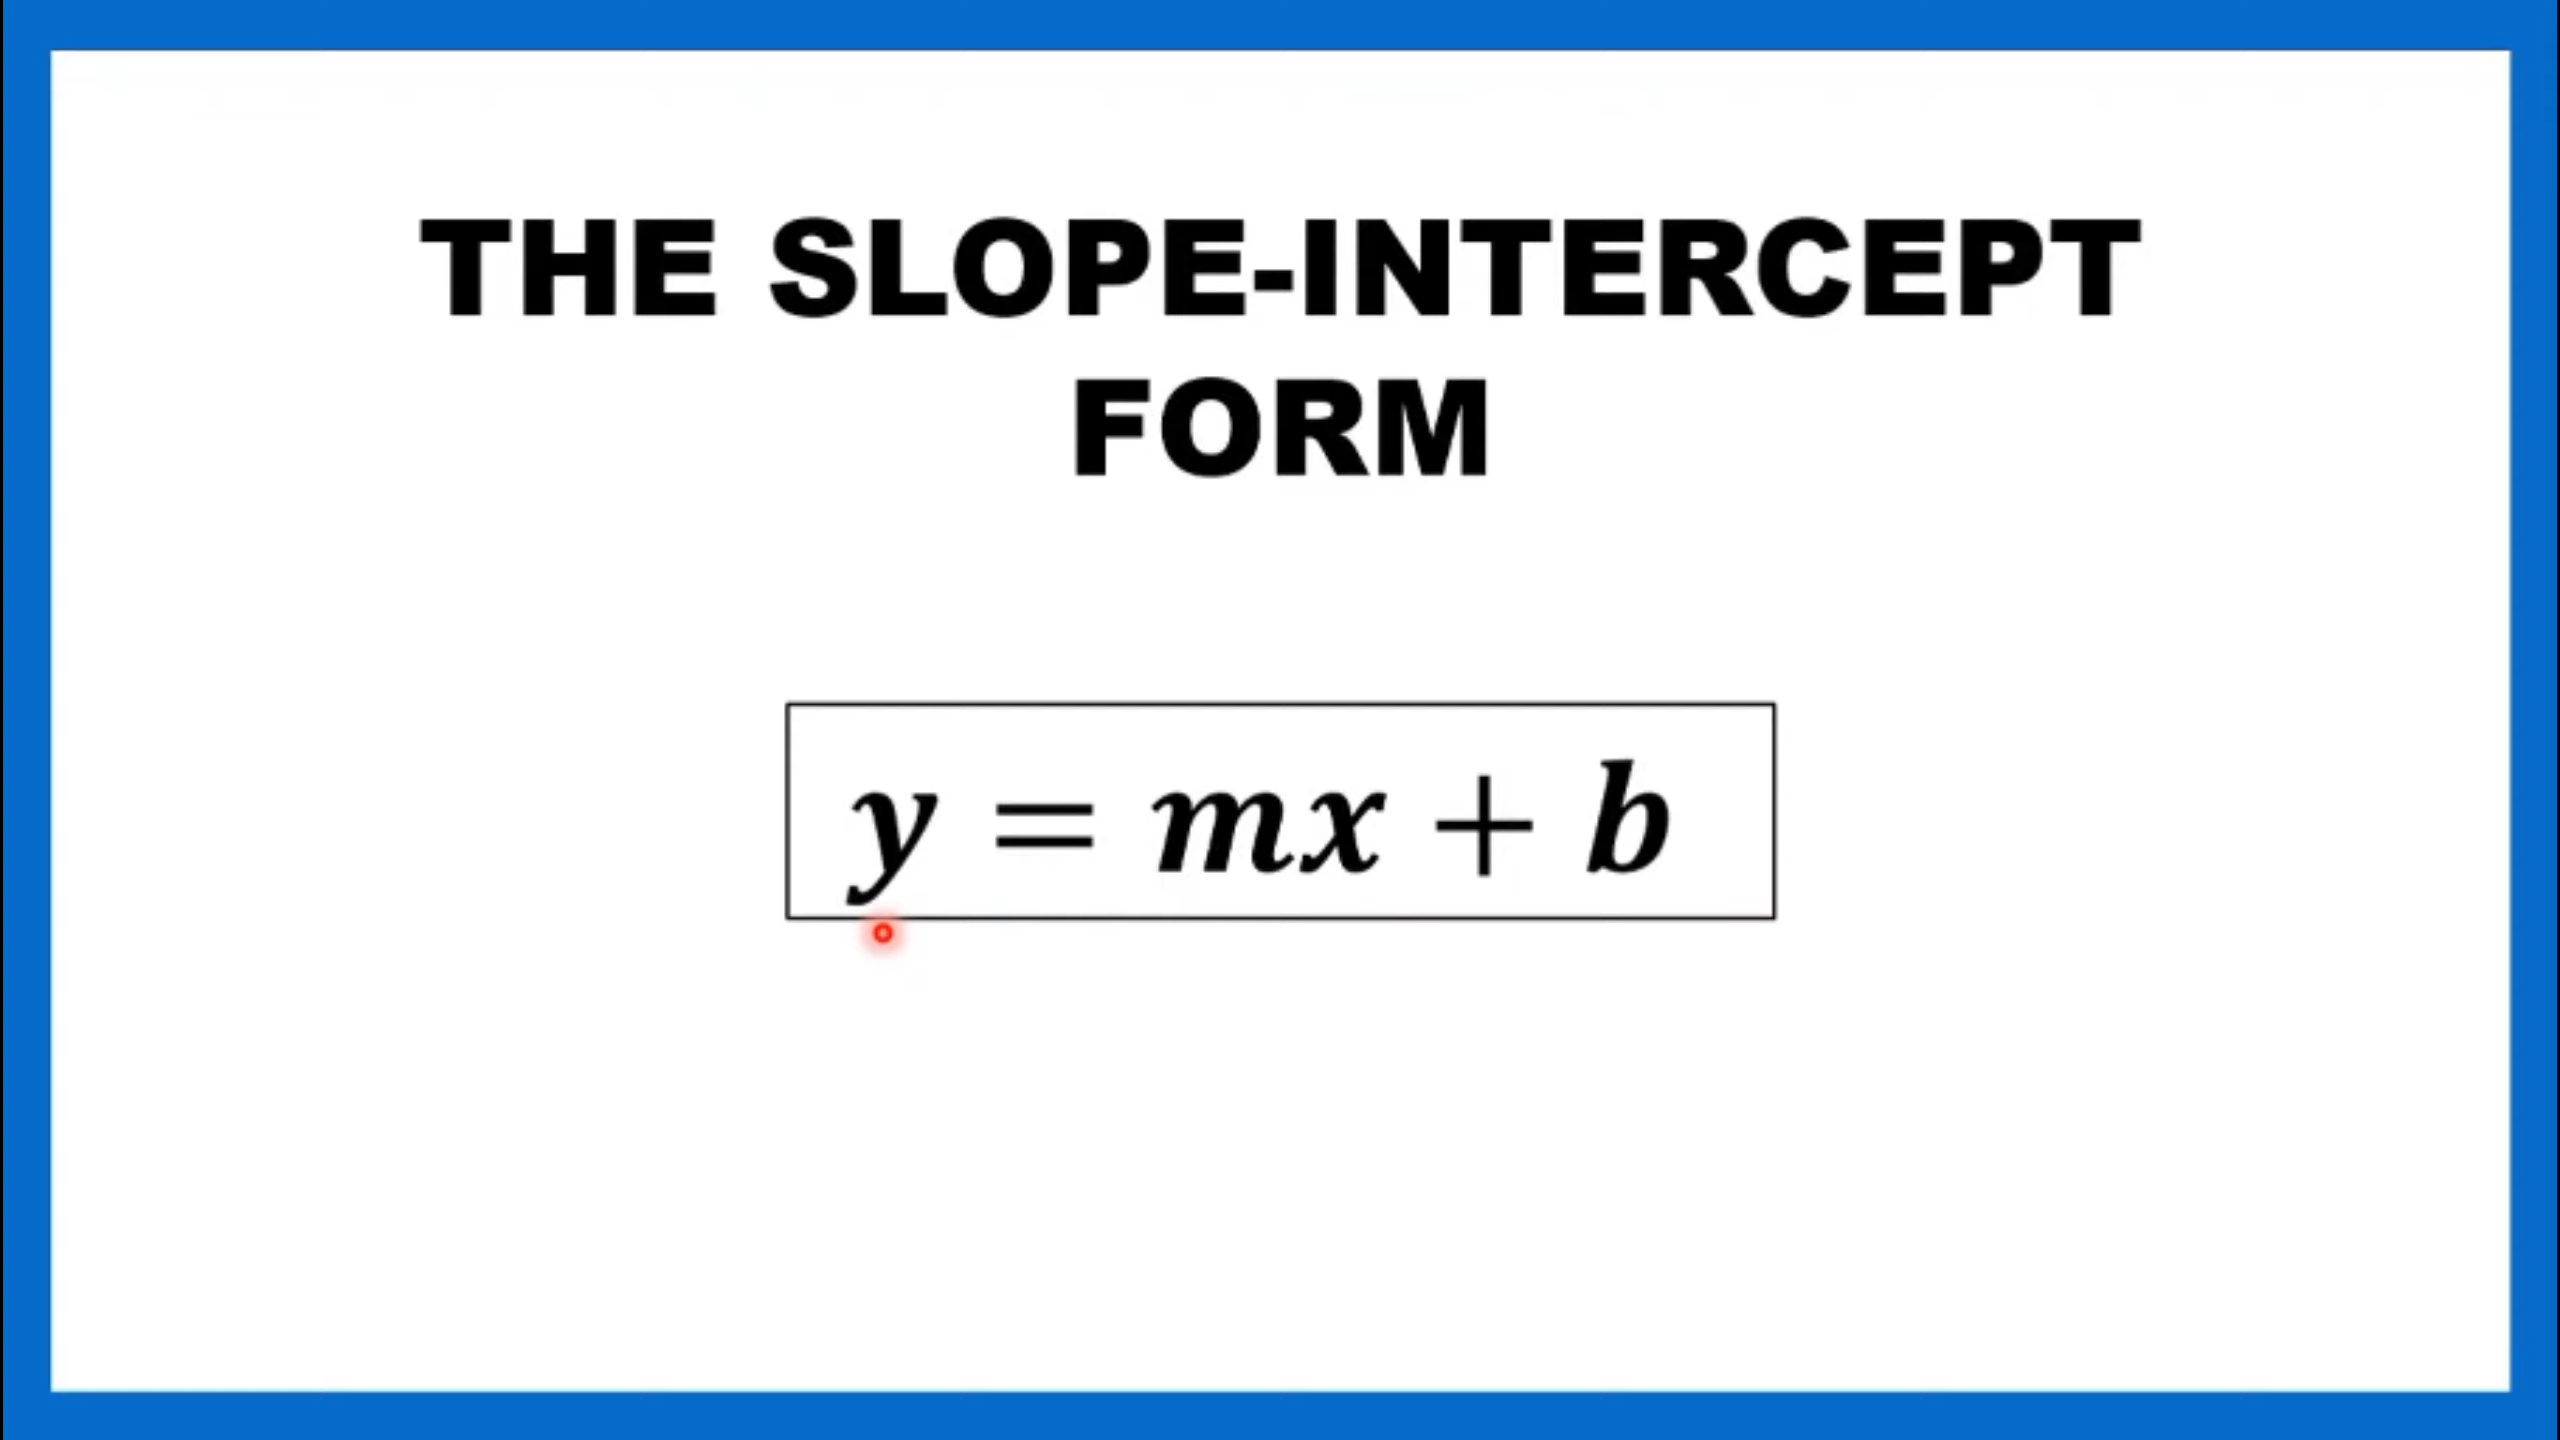 THE SLOPE-INTERCEPT
FORM
y = mx + b